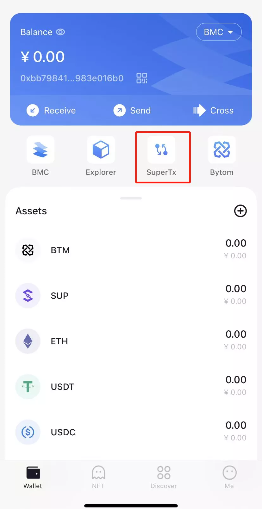 Balance
BMC
¥ 0.00
0xbb79841...983e016b0
Receive
Send
Cross
BMC
Explorer
SuperTx
Bytom
Assets
BTM
0.00
¥ 0.00
SUP
0.00
¥ 0.00
ETH
0.00
¥ 0.00
USDT
0.00
¥ 0.00
USDC
0.00
¥ 0.00
Wallet
NFT
Discover
Me